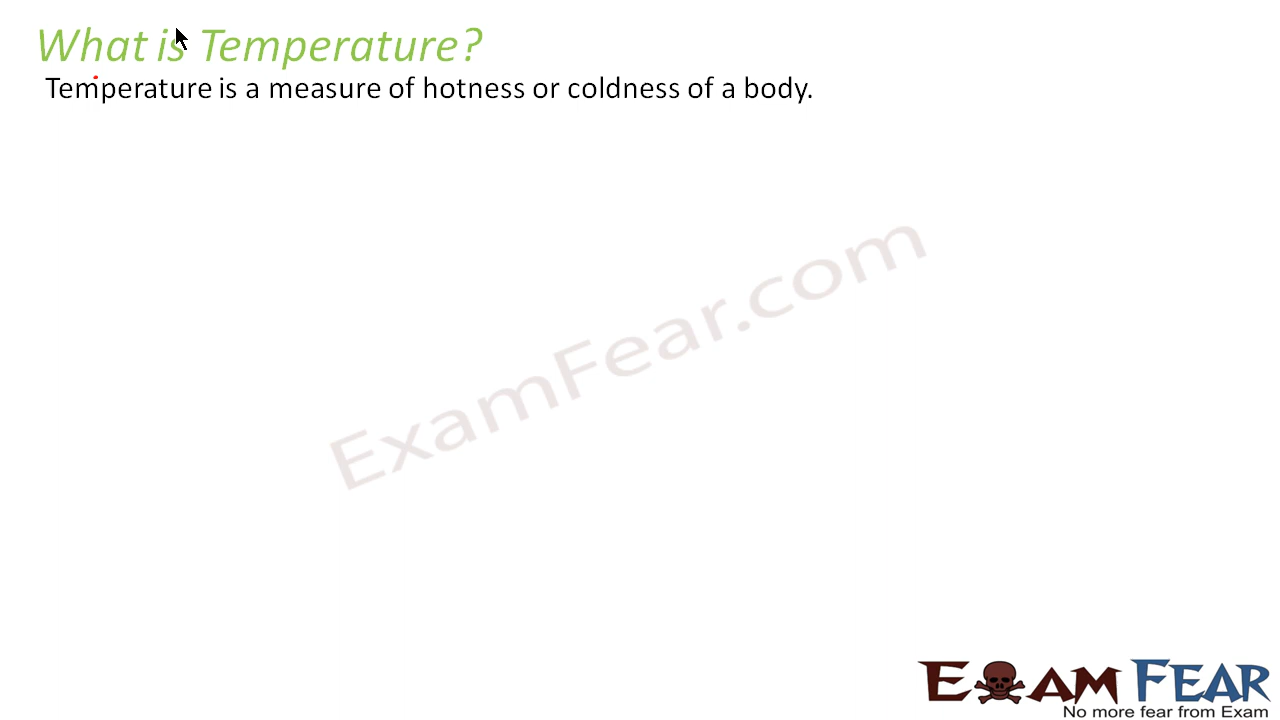 What is Temperature?
Temperature is a measure of hotness or coldness of a body.
ExamFear.com
EXAM FEAR
No more fear from Exam